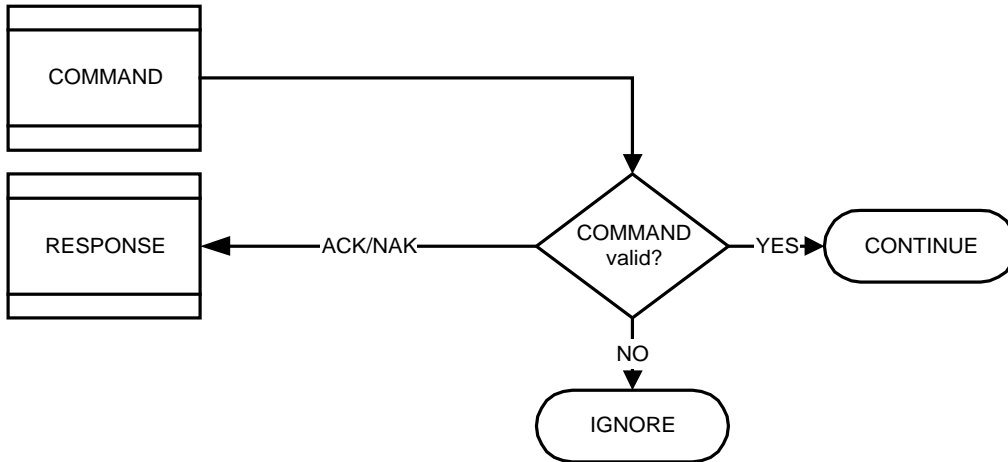 COMMAND
RESPONSE
ACK/NAK
COMMAND
valid?
YES
CONTINUE
NO
IGNORE